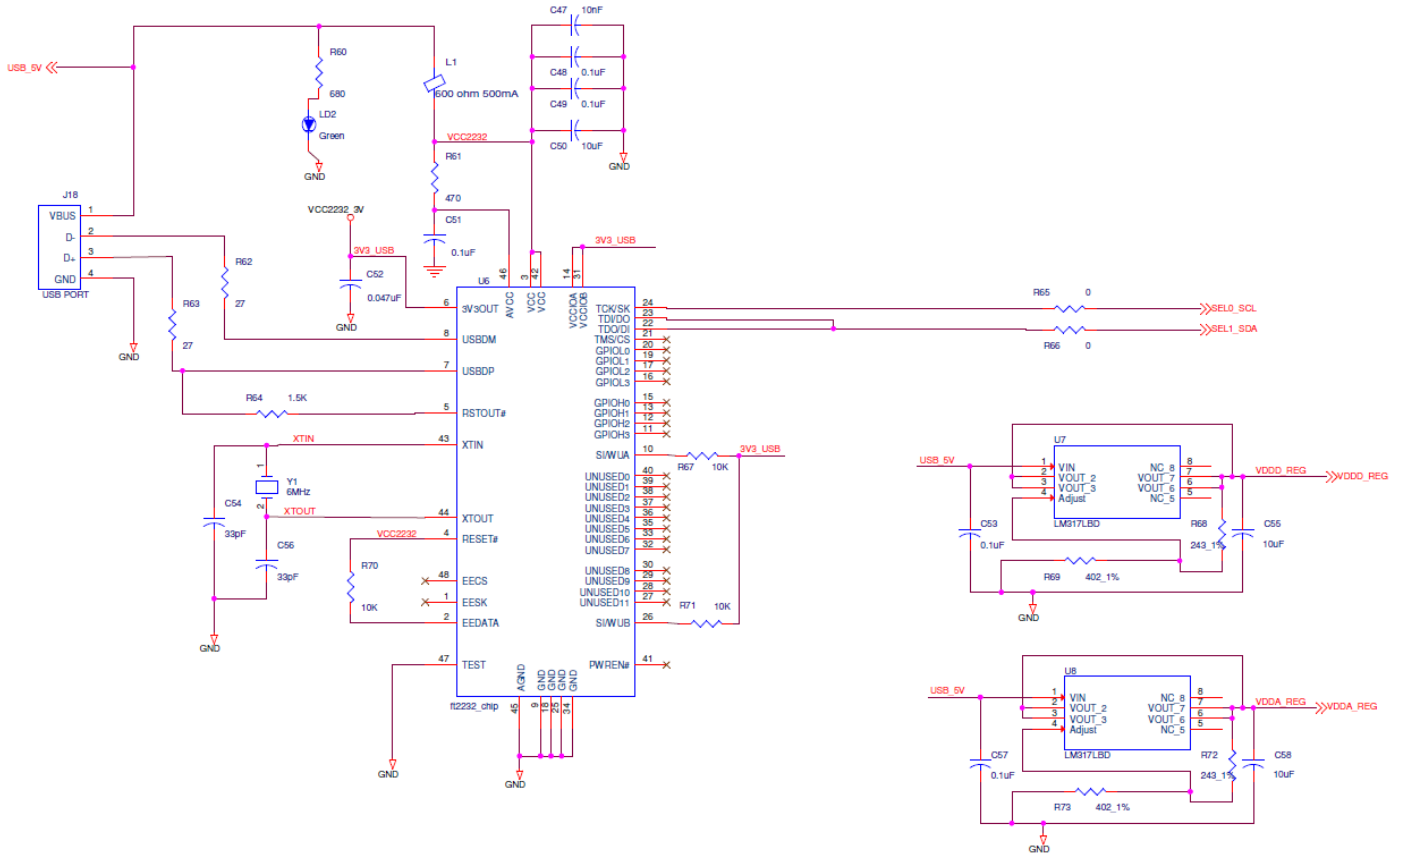 C47 10nF
R60
USB_5V
L1
C48 0.1uF
680
600 ohm 500mA
C49 0.1uF
LD2
Green
VCC2232
C50 10uF
R61
GND
GND
J18
470
VCC2232_3V
VBUS 1
C51
D- 2
3V3_USB
3V3_USB
0.1uF
D+ 3
R62
C52
46
3
42
14
31
GND 4
U6
USB PORT
0.047uF
AVCC
VCC
VCC
VCCIOA
VCCIOB
R63
27
6 3V3OUT
TCK/SK 24
R65 0
SEL0_SCL
TDI/DO 23
GND
TDO/DI 22
SEL1_SDA
27
8 USBDM
TMS/CS 21
R66 0
GND
GPIOL0 20
GPIOL1 19
7 USBDP
GPIOL2 17
GPIOL3 16
R64 1.5K
GPIOH0 15
5 RSTOUT#
GPIOH1 13
GPIOH2 12
GPIOH3 11
XTIN
43 XTIN
SI/WUA 10
3V3_USB
R67 10K
1
Y1
6MHz
2
UNUSED0 40
UNUSED1 39
UNUSED2 38
C54
XTOUT
UNUSED3 37
44 XTOUT
UNUSED4 36
UNUSED5 35
33pF
VCC2232
4 RESET#
UNUSED6 33
C56
UNUSED7 32
R70
33pF
UNUSED8 30
48 EECS
UNUSED9 29
UNUSED10 28
1 EESK
UNUSED11 27
10K
R71 10K
2 EEDATA
SI/WUB 26
GND
47 TEST
PWREN# 41
AGND
GND
GND
GND
GND
ft2232_chip
45
9
18
25
34
GND
GND
U7
USB_5V
1 VIN
NC_8 8
2 VOUT_2
VOUT_7 7
VDDD_REG
VDDD_REG
3 VOUT_3
VOUT_6 6
4 Adjust
NC_5 5
C53
LM317LBD
R68
C55
0.1uF
243_1%
10uF
R69 402_1%
GND
U8
USB_5V
1 VIN
NC_8 8
2 VOUT_2
VOUT_7 7
VDDA_REG
VDDA_REG
3 VOUT_3
VOUT_6 6
4 Adjust
NC_5 5
C57
LM317LBD
R72
C58
0.1uF
243_1%
10uF
R73 402_1%
GND